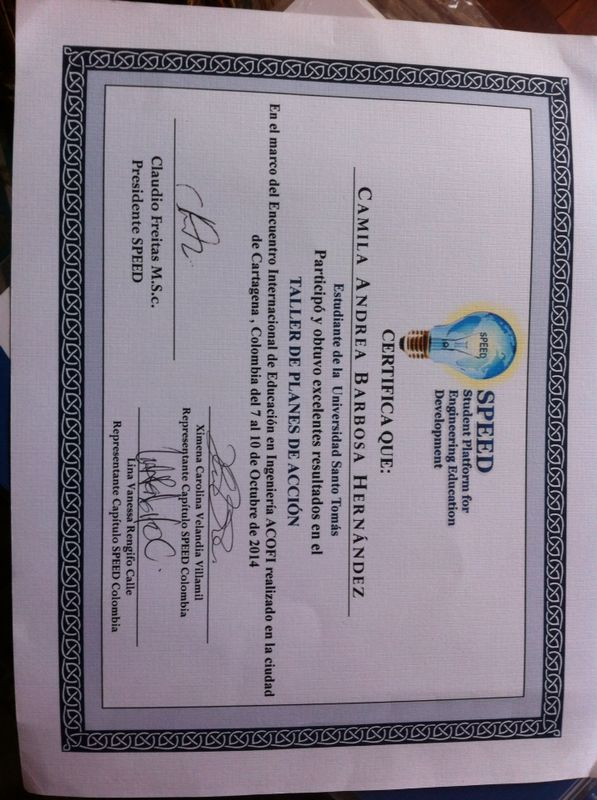 SPEED
SPEED
Student Platform for
Engineering Education
Development
CERTIFICA QUE:
CAMILA ANDREA BARBOSA HERNÁNDEZ
Estudiante de la Universidad Santo Tomás
Participó y obtuvo excelentes resultados en el
TALLER DE PLANES DE ACCIÓN
En el marco del Encuentro Internacional de Educación en Ingeniería ACOFI realizado en la ciudad
de Cartagena , Colombia del 7 al 10 de Octubre de 2014
Claudio Freitas M.S.c.
Presidente SPEED
Ximena Carolina Velandia Villamil
Representante Capítulo SPEED Colombia
Lina Vanessa Rengifo Calle
Representante Capítulo SPEED Colombia